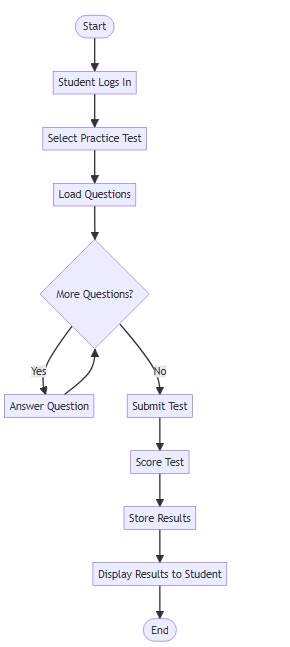 Start
Student Logs In
Select Practice Test
Load Questions
More Questions?
Yes
No
Answer Question
Submit Test
Score Test
Store Results
Display Results to Student
End